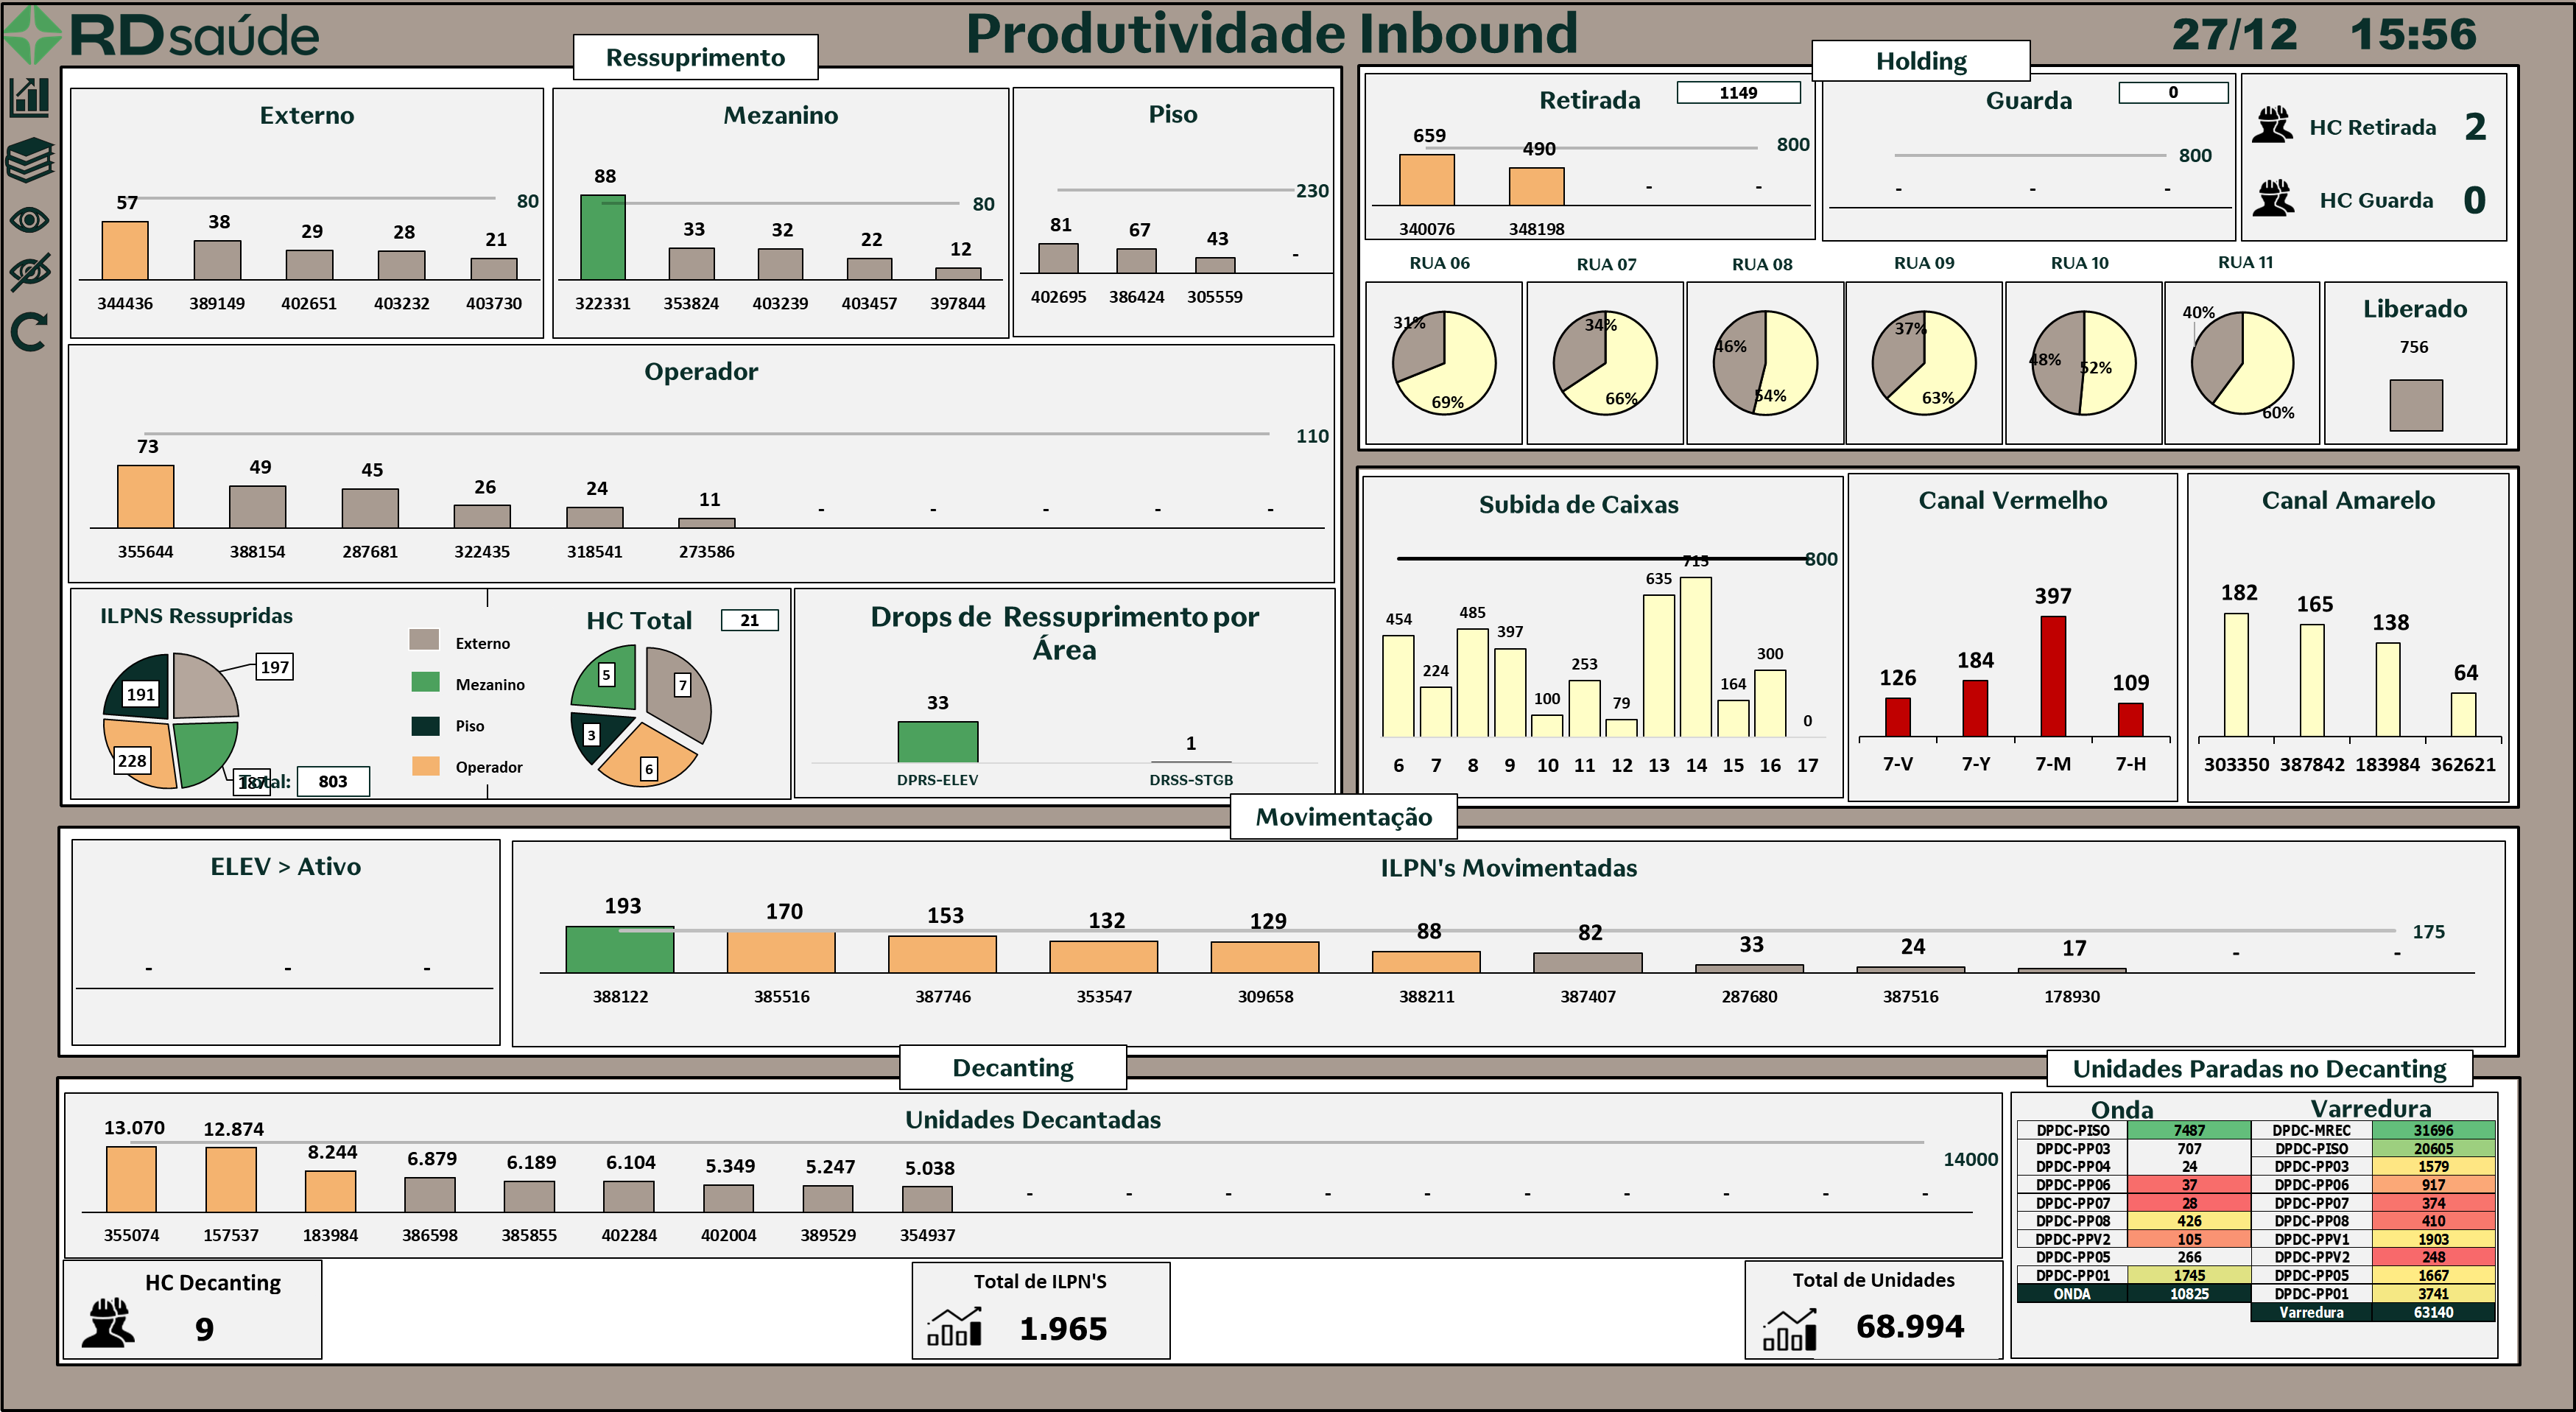 RDsaúde
Produtividade Inbound
27/12 15:56
Ressuprimento
Externo
57 38 29 28 21
80
344436 389149 402651 403232 403730
Mezanino
88 33 32 22 12
80
322331 353824 403239 403457 397844
Piso
81 67 43 -
230
402695 386424 305559
Operador
73 49 45 26 24 11 - - - - -
110
355644 388154 287681 322435 318541 273586
ILPNS Ressupridas
197
191
228
187
Total: 803
Externo
Mezanino
Piso
Operador
HC Total 21
5
7
3
6
Drops de Ressuprimento por
Área
33 1
DPRS-ELEV DRSS-STGB
Holding
Retirada 1149
659 490 - -
800
340076 348198
Guarda 0
800
- - -
HC Retirada 2
HC Guarda 0
RUA 06 RUA 07 RUA 08 RUA 09 RUA 10 RUA 11
31% 69%
34% 66%
46% 54%
37% 63%
48% 52%
40% 60%
Liberado
756
Subida de Caixas
800
454 224 485 397 100 253 79 635 715 164 300 0
6 7 8 9 10 11 12 13 14 15 16 17
Canal Vermelho
126 184 397 109
7-V 7-Y 7-M 7-H
Canal Amarelo
182 165 138 64
303350 387842 183984 362621
Movimentação
ELEV > Ativo
- - -
ILPN's Movimentadas
193 170 153 132 129 88 82 33 24 17 - -
175
388122 385516 387746 353547 309658 388211 387407 287680 387516 178930
Decanting
Unidades Decantadas
13.070 12.874 8.244 6.879 6.189 6.104 5.349 5.247 5.038 - - - - - - - - - -
14000
355074 157537 183984 386598 385855 402284 402004 389529 354937
HC Decanting
9
Total de ILPN'S
1.965
Total de Unidades
68.994
Unidades Paradas no Decanting
Onda Varredura
DPDC-PISO 7487 DPDC-MREC 31696
DPDC-PP03 707 DPDC-PISO 20605
DPDC-PP04 24 DPDC-PP03 1579
DPDC-PP06 37 DPDC-PP06 917
DPDC-PP07 28 DPDC-PP07 374
DPDC-PP08 426 DPDC-PP08 410
DPDC-PPV2 105 DPDC-PPV1 1903
DPDC-PP05 266 DPDC-PPV2 248
DPDC-PP01 1745 DPDC-PP05 1667
ONDA 10825 DPDC-PP01 3741
Varredura 63140